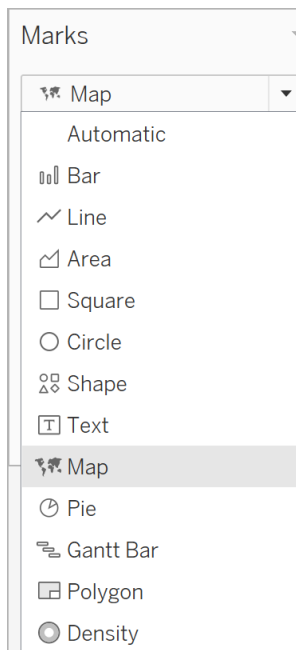 Marks
Map
Automatic
Bar
Line
Area
Square
Circle
Shape
T Text
Map
Pie
Gantt Bar
Polygon
Density